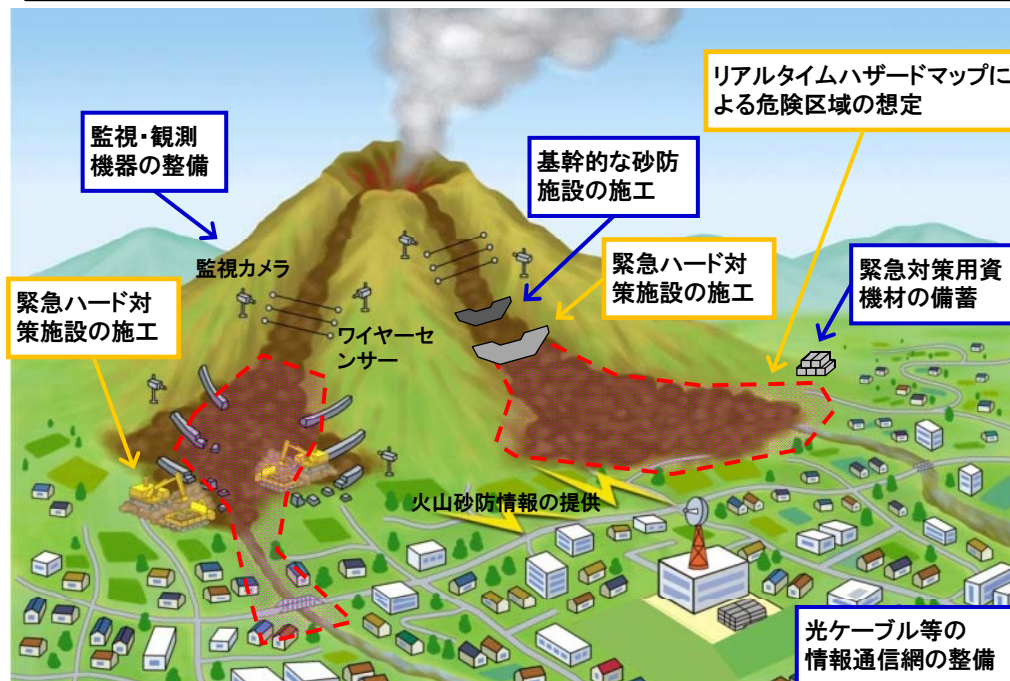 リアルタイムハザードマップに
よる危険区域の想定
監視・観測
機器の整備
基幹的な砂防
施設の施工
緊急ハード対
策施設の施工
緊急対策用資
機材の備蓄
監視カメラ
緊急ハード対
策施設の施工
ワイヤーセ
ンサー
火山砂防情報の提供
光ケーブル等の
情報通信網の整備